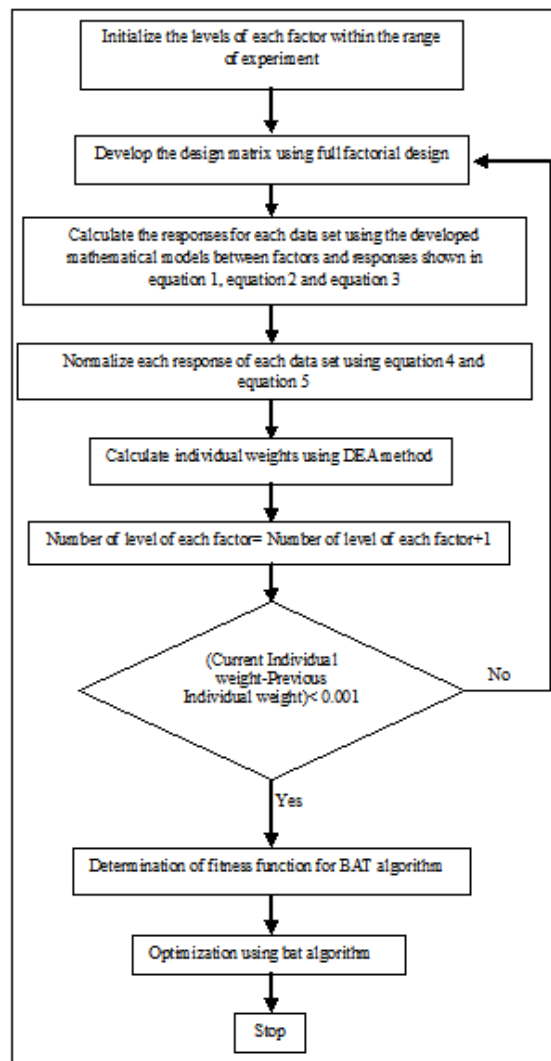 Initialize the levels of each factor within the range
of experiment
Develop the design matrix using full factorial design
Calculate the responses for each data set using the developed
mathematical models between factors and responses shown in
equation 1, equation 2 and equation 3
Normalize each response of each data set using equation 4 and
equation 5
Calculate individual weights using DEA method
Number of level of each factor= Number of level of each factor+1
(Current Individual
weight-Previous
Individual weight)< 0.001
No
Yes
Determination of fitness function for BAT algorithm
Optimization using bat algorithm
Stop